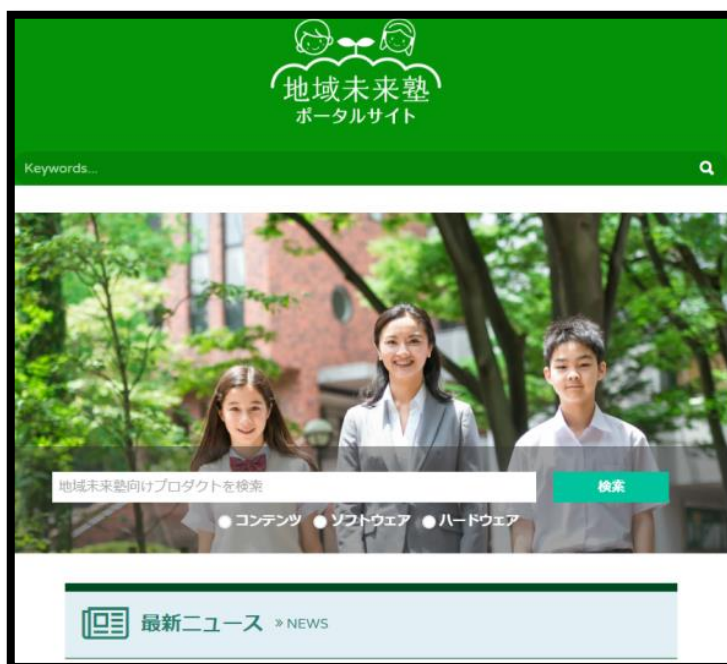 地域未来塾
ポータルサイト
Keywords...
地域未来塾向けプロダクトを検索
検索
コンテンツ ソフトウェア ハードウェア
最新ニュース » NEWS